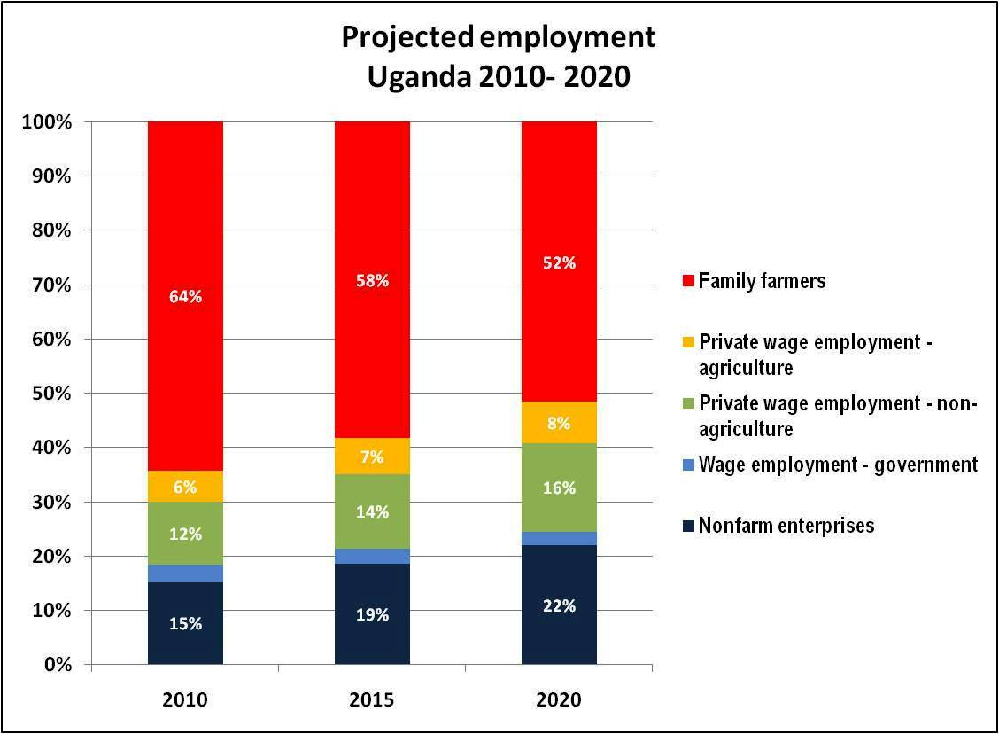 Projected employment
Uganda 2010- 2020
100%
90%
80%
70%
60%
50%
40%
30%
20%
10%
0%
64%
6%
12%
15%
58%
7%
14%
19%
52%
8%
16%
22%
2010
2015
2020
Family farmers
Private wage employment -
agriculture
Private wage employment - non-
agriculture
Wage employment - government
Nonfarm enterprises